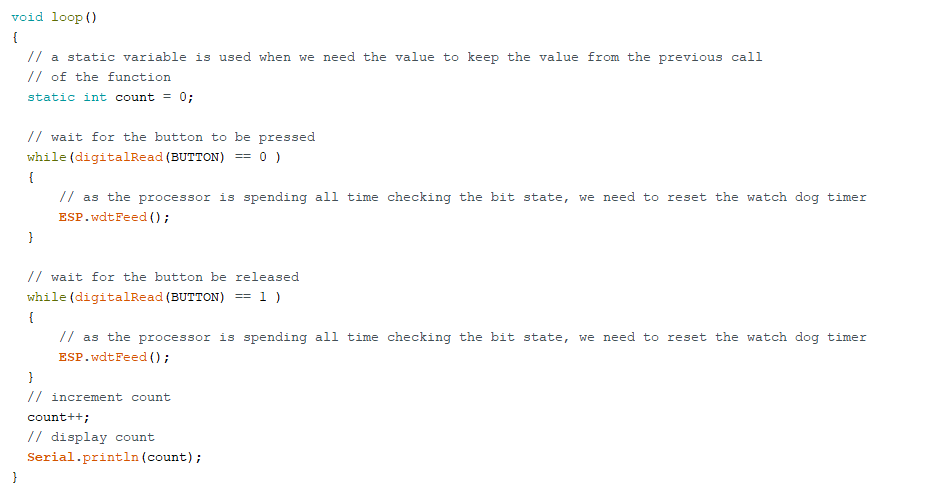 void loop()
{
  // a static variable is used when we need the value to keep the value from the previous call
  // of the function
  static int count = 0;

  // wait for the button to be pressed
  while(digitalRead(BUTTON) == 0 )
  {
      // as the processor is spending all time checking the bit state, we need to reset the watch dog timer
      ESP.wdtFeed();
  }

  // wait for the button be released
  while(digitalRead(BUTTON) == 1 )
  {
      // as the processor is spending all time checking the bit state, we need to reset the watch dog timer
      ESP.wdtFeed();
  }
  // increment count
  count++;
  // display count
  Serial.println(count);
}